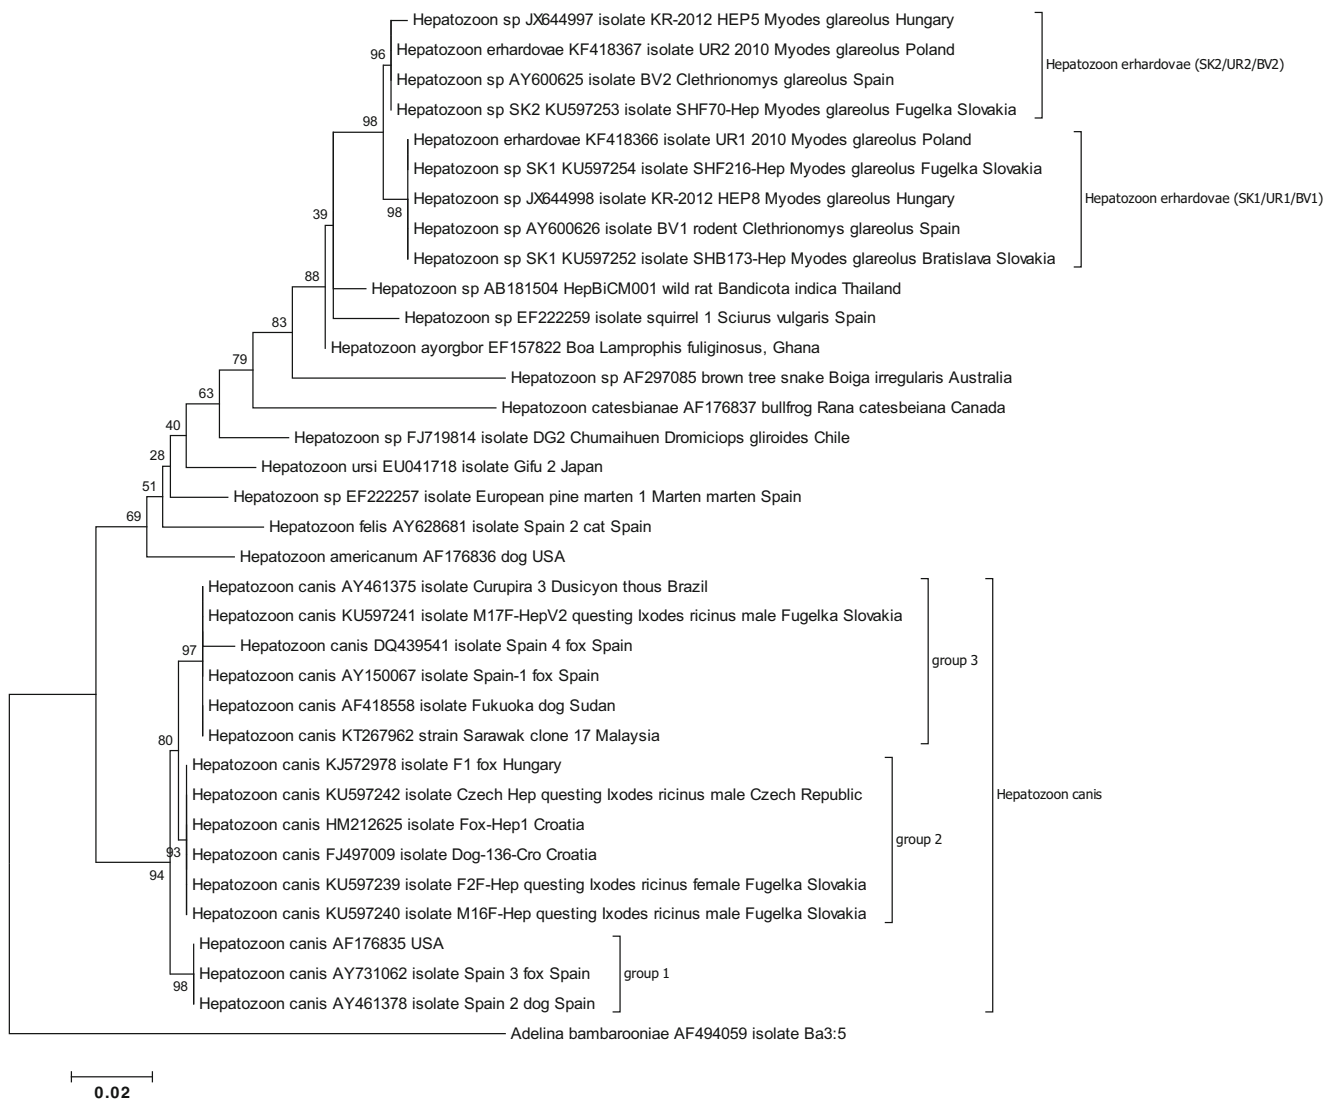 Hepatozoon sp JX644997 isolate KR-2012 HEP5 Myodes glareolus Hungary
96
Hepatozoon erhardovae KF418367 isolate UR2 2010 Myodes glareolus Poland
Hepatozoon erhardovae (SK2/UR2/BV2)
Hepatozoon sp AY600625 isolate BV2 Clethrionomys glareolus Spain
Hepatozoon sp SK2 KU597253 isolate SHF70-Hep Myodes glareolus Fugelka Slovakia
98
Hepatozoon erhardovae KF418366 isolate UR1 2010 Myodes glareolus Poland
Hepatozoon sp SK1 KU597254 isolate SHF216-Hep Myodes glareolus Fugelka Slovakia
Hepatozoon sp JX644998 isolate KR-2012 HEP8 Myodes glareolus Hungary
Hepatozoon erhardovae (SK1/UR1/BV1)
98
39
Hepatozoon sp AY600626 isolate BV1 rodent Clethrionomys glareolus Spain
Hepatozoon sp SK1 KU597252 isolate SHB173-Hep Myodes glareolus Bratislava Slovakia
88
Hepatozoon sp AB181504 HepBiCM001 wild rat Bandicota indica Thailand
83
Hepatozoon sp EF222259 isolate squirrel 1 Sciurus vulgaris Spain
Hepatozoon ayorgbor EF157822 Boa Lamprophis fuliginosus, Ghana
79
Hepatozoon sp AF297085 brown tree snake Boiga irregularis Australia
63
Hepatozoon catesbianae AF176837 bullfrog Rana catesbeiana Canada
40
Hepatozoon sp FJ719814 isolate DG2 Chumaihuen Dromiciops gliroides Chile
28
Hepatozoon ursi EU041718 isolate Gifu 2 Japan
51
Hepatozoon sp EF222257 isolate European pine marten 1 Marten marten Spain
69
Hepatozoon felis AY628681 isolate Spain 2 cat Spain
Hepatozoon americanum AF176836 dog USA
Hepatozoon canis AY461375 isolate Curupira 3 Dusicyon thous Brazil
Hepatozoon canis KU597241 isolate M17F-HepV2 questing Ixodes ricinus male Fugelka Slovakia
Hepatozoon canis DQ439541 isolate Spain 4 fox Spain
97
group 3
Hepatozoon canis AY150067 isolate Spain-1 fox Spain
Hepatozoon canis AF418558 isolate Fukuoka dog Sudan
Hepatozoon canis KT267962 strain Sarawak clone 17 Malaysia
80
Hepatozoon canis KJ572978 isolate F1 fox Hungary
Hepatozoon canis KU597242 isolate Czech Hep questing Ixodes ricinus male Czech Republic
Hepatozoon canis
Hepatozoon canis HM212625 isolate Fox-Hep1 Croatia
group 2
93
Hepatozoon canis FJ497009 isolate Dog-136-Cro Croatia
94
Hepatozoon canis KU597239 isolate F2F-Hep questing Ixodes ricinus female Fugelka Slovakia
Hepatozoon canis KU597240 isolate M16F-Hep questing Ixodes ricinus male Fugelka Slovakia
Hepatozoon canis AF176835 USA
Hepatozoon canis AY731062 isolate Spain 3 fox Spain
group 1
98
Hepatozoon canis AY461378 isolate Spain 2 dog Spain
Adelina bambarooniae AF494059 isolate Ba3:5
0.02